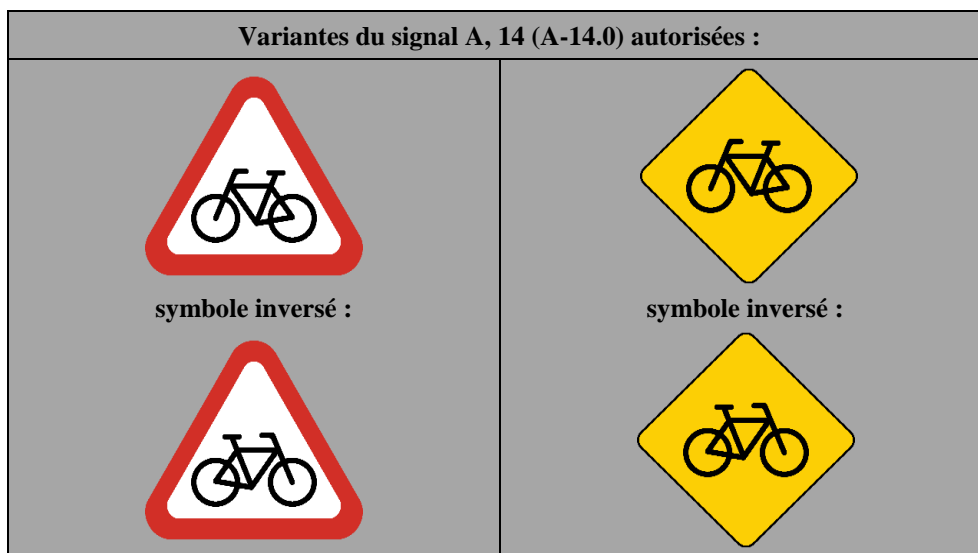 Variantes du signal A, 14 (A-14.0) autorisées :
symbole inversé :
symbole inversé :